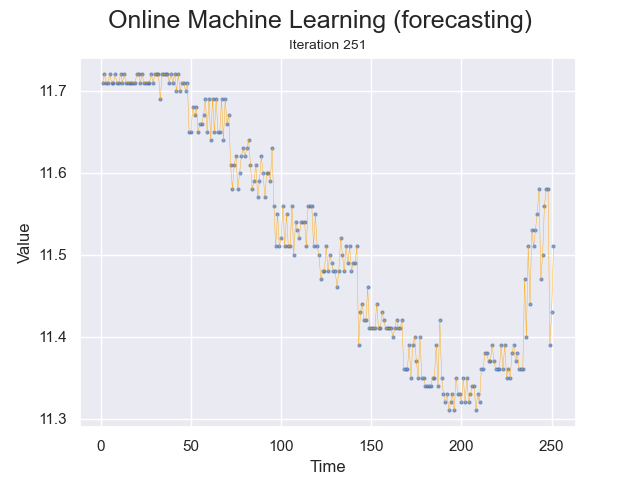 Online Machine Learning (forecasting)
Iteration 251
11.7
11.6
11.5
11.4
11.3
Value
0 50 100 150 200 250
Time